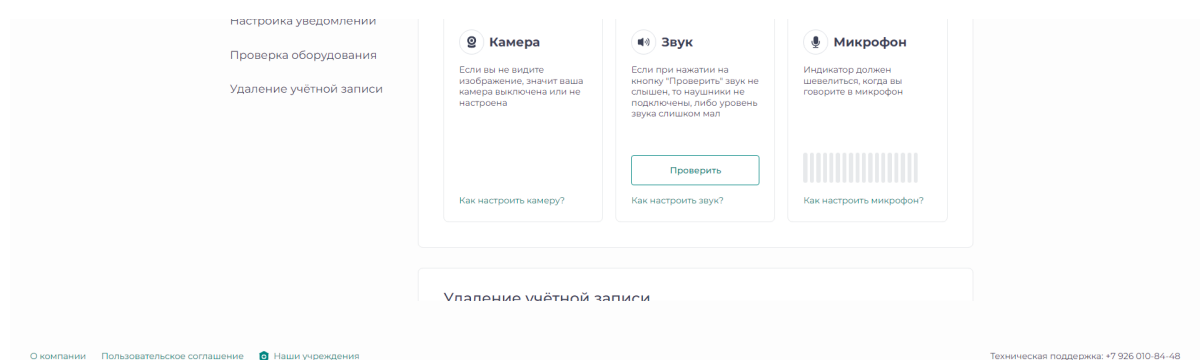 Настройка уведомлений
Проверка оборудования
Удаление учётной записи
Камера
Если вы не видите
изображение, значит ваша
камера выключена или не
настроена
Как настроить камеру?
Звук
Если при нажатии на
кнопку "Проверить" звук не
слышен, то наушники не
подключены, либо уровень
звука слишком мал
Проверить
Как настроить звук?
Микрофон
Индикатор должен
шевелиться, когда вы
говорите в микрофон
Как настроить микрофон?
Удаление учётной записи
О компании Пользовательское соглашение Наши учреждения
Техническая поддержка: +7 926 010-84-48